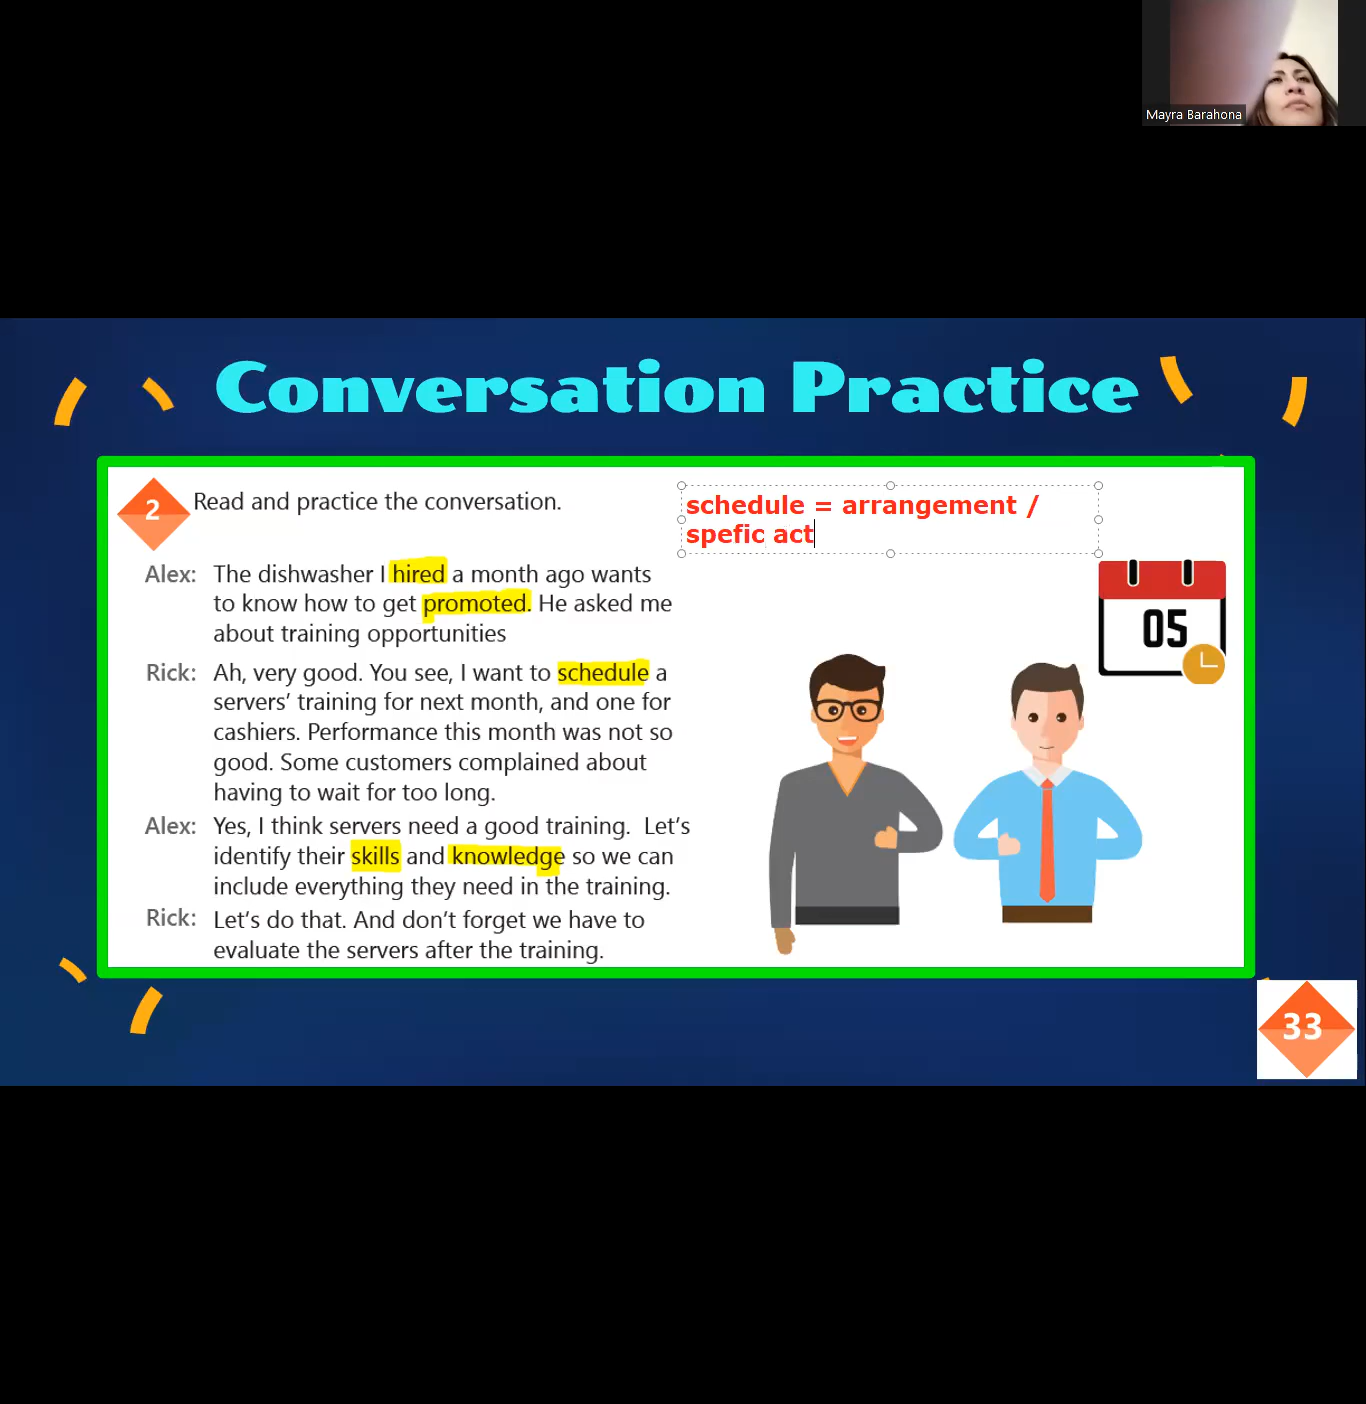 Mayra Barahona
Conversation Practice
2
Read and practice the conversation.
schedule = arrangement /
spefic act
Alex: The dishwasher I hired a month ago wants
to know how to get promoted. He asked me
about training opportunities
Rick: Ah, very good. You see, I want to schedule a
servers’ training for next month, and one for
cashiers. Performance this month was not so
good. Some customers complained about
having to wait for too long.
Alex: Yes, I think servers need a good training. Let’s
identify their skills and knowledge so we can
include everything they need in the training.
Rick: Let’s do that. And don’t forget we have to
evaluate the servers after the training.
05
33